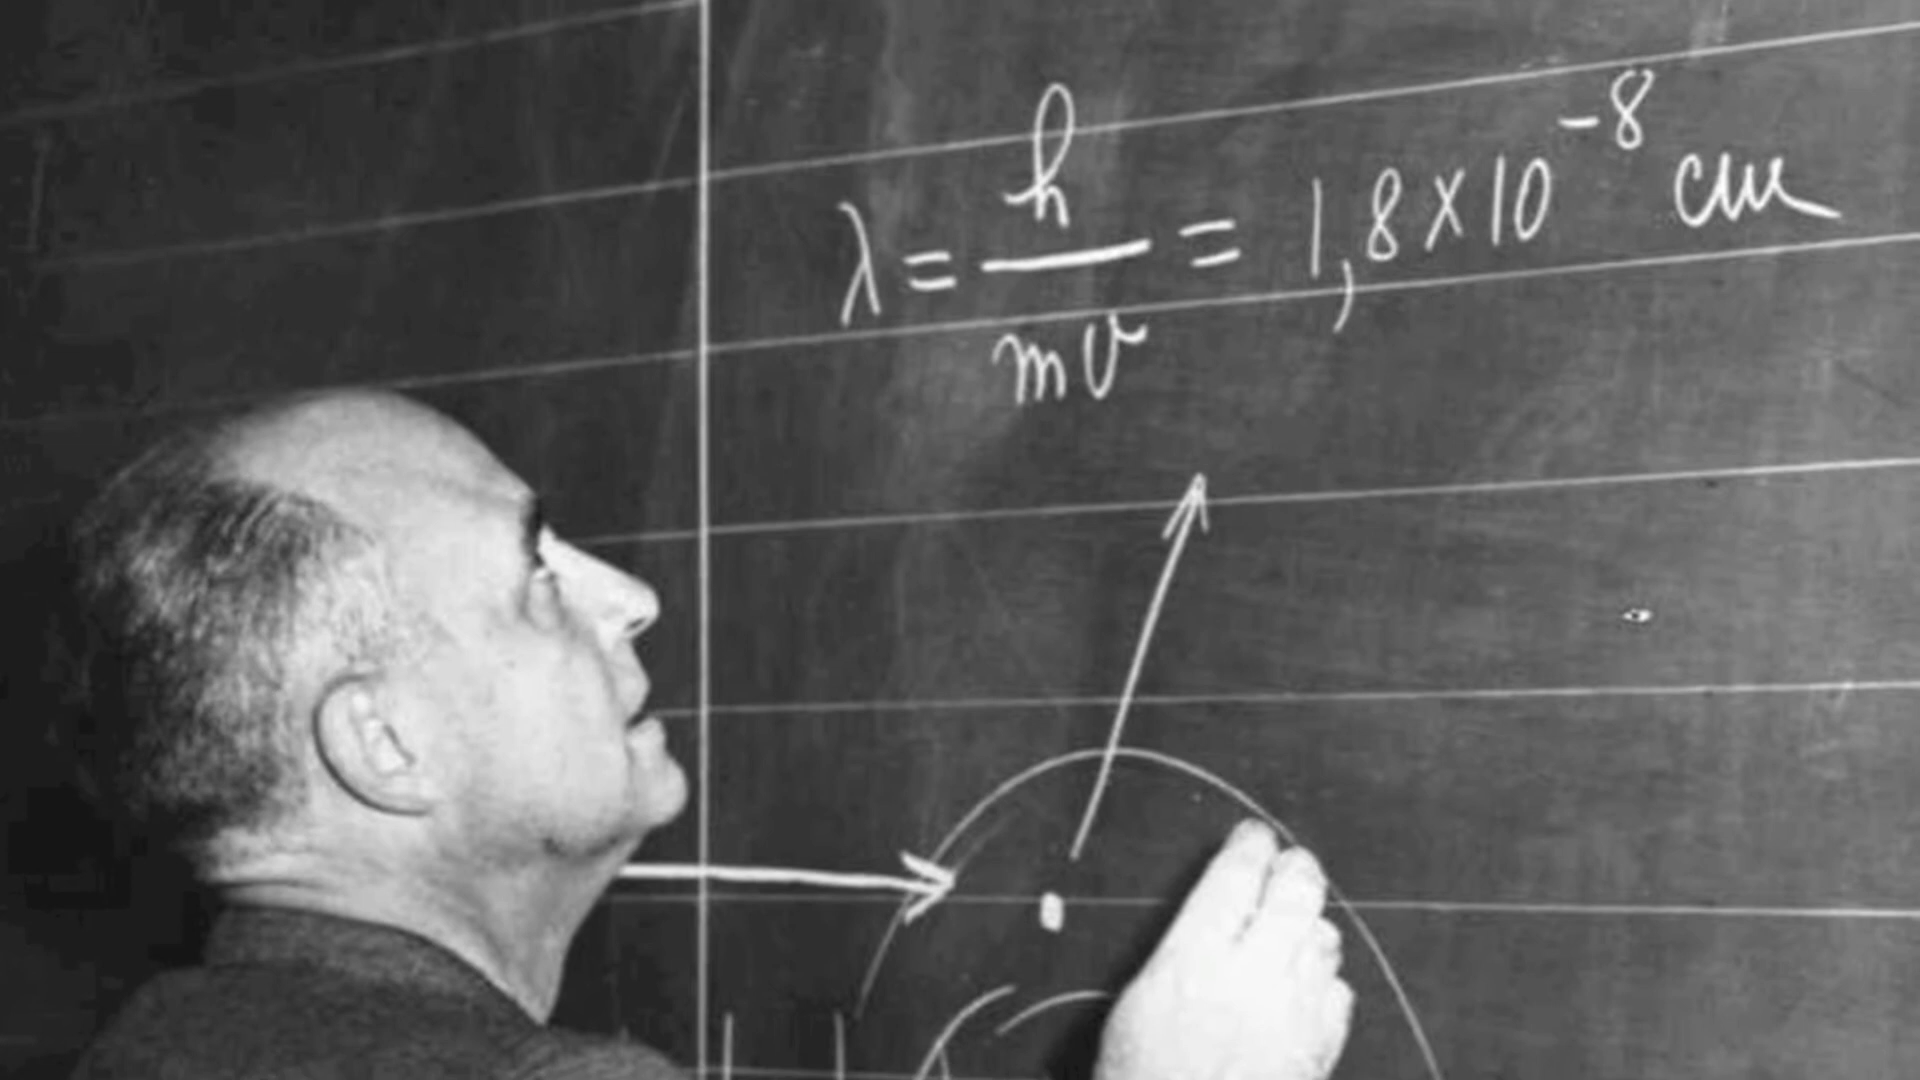 λ = h/mv = 1,8 × 10⁻⁸ cm